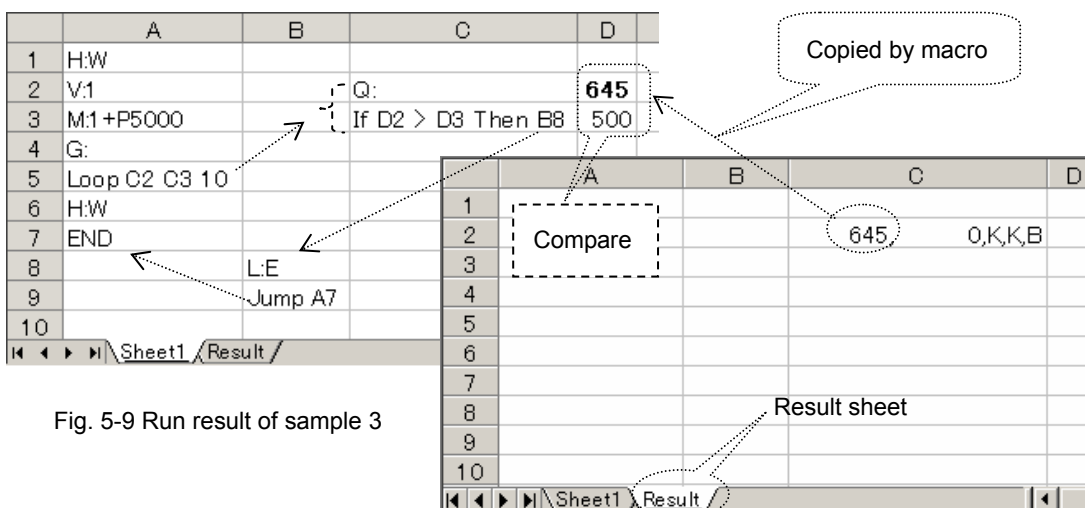 A B C D
1 H:W
2 V:1 Q: 645
3 M:1+P5000 If D2 > D3 Then B8 500
4 G:
5 Loop C2 C3 10
6 H:W
7 END
8 L:E
9 Jump A7
10
Sheet1 Result
Copied by macro
A B C D
1
2 645, 0,K,K,B
3
4
5
6
7
8
9
10
Compare
Result sheet
Sheet1 Result
Fig. 5-9 Run result of sample 3